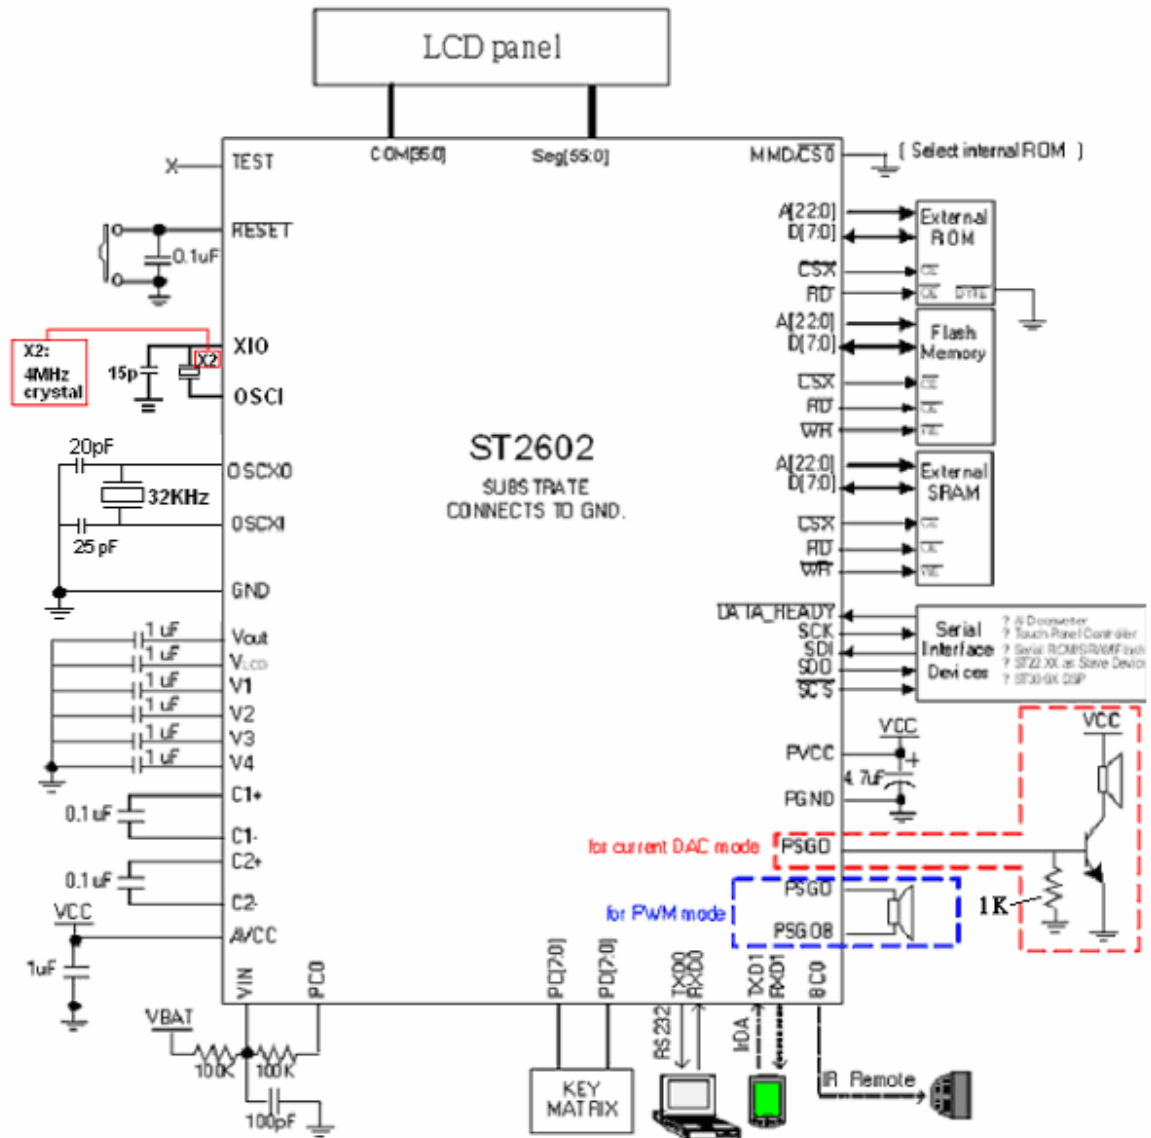 LCD panel
COM[35:0]
Seg[55:0]
TEST
X
MMD/CS0
( Select internal ROM )
RESET
0.1uF
A[22:0]
D[7:0]
CSX
RD
External
ROM
X2:
4MHz
crystal
15p
X2
XIO
OSCI
A[22:0]
D[7:0]
CSX
RD
WR
Flash
Memory
ST2602
SUBSTRATE
CONNECTS TO GND.
20pF
32KHz
25pF
OSCXO
OSCXI
GND
A[22:0]
D[7:0]
CSX
RD
WR
External
SRAM
1 uF
Vout
1 uF
VLCD
1 uF
V1
1 uF
V2
1 uF
V3
1 uF
V4
DATA_READY
SCK
SDI
SDO
SCS
Serial
Interface
Devices
? Touch Panel Controller
0.1uF
C1+
C1-
0.1uF
C2+
C2-
VCC
AVCC
1uF
PVCC
PGND
VCC
+
4.7uF
for current DAC mode
PSGO
VCC
1K
for PWM mode
PSGO
PSGOB
VIN
PC0
PC[7:0]
PD[7:0]
TXD0
RXD0
TXD1
RXD1
BC0
VBAT
100K
100K
100pF
KEY
MATRIX
RS232
IrDA
IR Remote